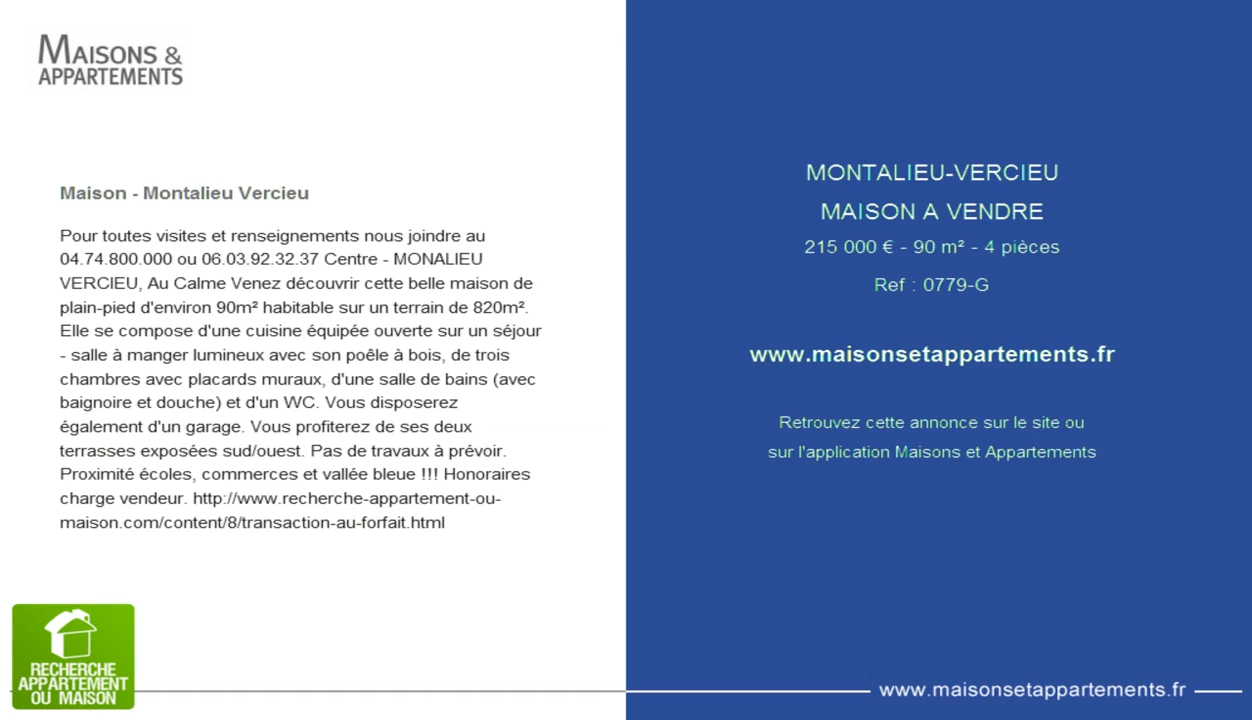 MAISONS &
APPARTEMENTS
Maison - Montalieu Vercieu
Pour toutes visites et renseignements nous joindre au
04.74.800.000 ou 06.03.92.32.37 Centre - MONALIEU
VERCIEU, Au Calme Venez découvrir cette belle maison de
plain-pied d'environ 90m² habitable sur un terrain de 820m².
Elle se compose d'une cuisine équipée ouverte sur un séjour
- salle à manger lumineux avec son poêle à bois, de trois
chambres avec placards muraux, d'une salle de bains (avec
baignoire et douche) et d'un WC. Vous disposerez
également d'un garage. Vous profiterez de ses deux
terrasses exposées sud/ouest. Pas de travaux à prévoir.
Proximité écoles, commerces et vallée bleue !!! Honoraires
charge vendeur. http://www.recherche-appartement-ou-
maison.com/content/8/transaction-au-forfait.html
RECHERCHE
APPARTEMENT
OU MAISON
MONTALIEU-VERCIEU
MAISON A VENDRE
215 000 € - 90 m² - 4 pièces
Ref : 0779-G
www.maisonsetappartements.fr
Retrouvez cette annonce sur le site ou
sur l'application Maisons et Appartements
www.maisonsetappartements.fr